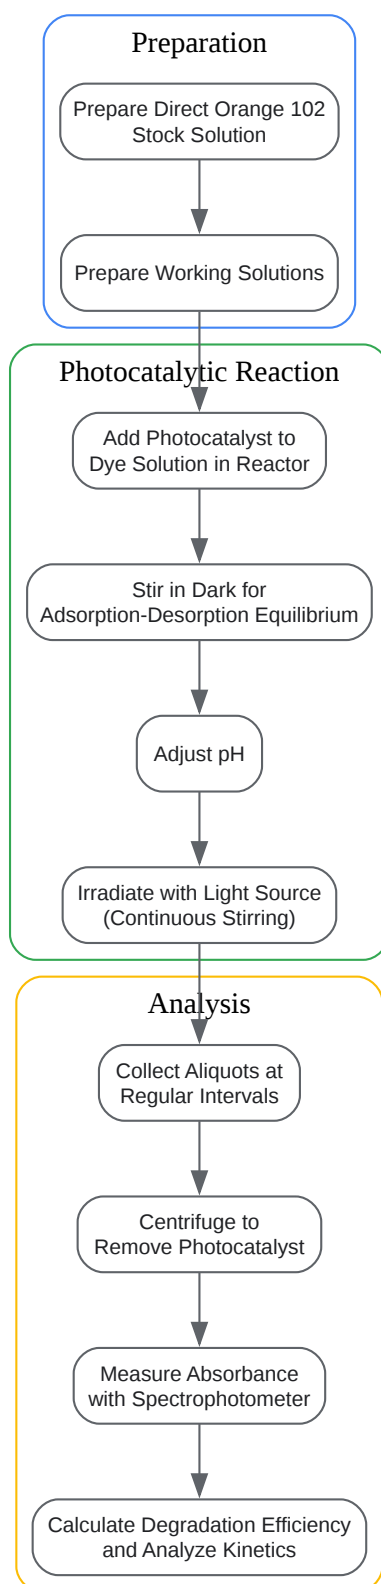 Preparation
Prepare Direct Orange 102
Stock Solution
Prepare Working Solutions
Photocatalytic Reaction
Add Photocatalyst to
Dye Solution in Reactor
Stir in Dark for
Adsorption-Desorption Equilibrium
Adjust pH
Irradiate with Light Source
(Continuous Stirring)
Analysis
Collect Aliquots at
Regular Intervals
Centrifuge to
Remove Photocatalyst
Measure Absorbance
with Spectrophotometer
Calculate Degradation Efficiency
and Analyze Kinetics